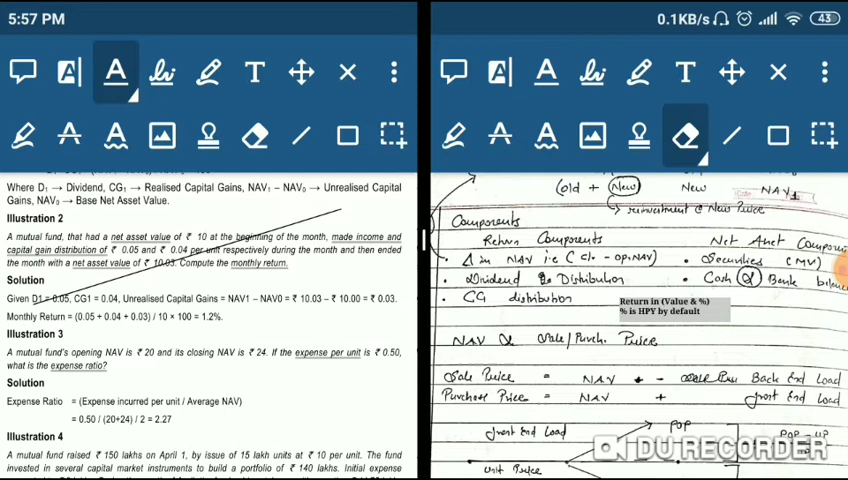 5:57 PM
0.1KB/s 43
Where D1 → Dividend, CG1 → Realised Capital Gains, NAV1 – NAV0 → Unrealised Capital
Gains, NAV0 → Base Net Asset Value.
Illustration 2
A mutual fund, that had a net asset value of ₹ 10 at the beginning of the month, made income and
capital gain distribution of ₹ 0.05 and ₹ 0.04 per unit respectively during the month and then ended
the month with a net asset value of ₹ 10.03. Compute the monthly return.
Solution
Given D1 = 0.05, CG1 = 0.04, Unrealised Capital Gains = NAV1 – NAV0 = ₹ 10.03 – ₹ 10.00 = ₹ 0.03.
Monthly Return = (0.05 + 0.04 + 0.03) / 10 × 100 = 1.2%.
Illustration 3
A mutual fund's opening NAV is ₹ 20 and its closing NAV is ₹ 24. If the expense per unit is ₹ 0.50,
what is the expense ratio?
Solution
Expense Ratio = (Expense incurred per unit / Average NAV)
= 0.50 / (20+24) / 2 = 2.27
Illustration 4
A mutual fund raised ₹ 150 lakhs on April 1, by issue of 15 lakh units at ₹ 10 per unit. The fund
invested in several capital market instruments to build a portfolio of ₹ 140 lakhs. Initial expense
(old + New) New NAV1
→ reinvestment @ New Price
Components
Return Components Net Asset Compon
• Δ in NAV i.e (Cl - op. NAV) • Securities (MV)
• Dividend Distribution • Cash & Bank balan
• CG distribution
Return in (Value & %)
% is HPY by default
NAV & Sale/Purch. Price
Sale Price = NAV - Back End Load
Purchase Price = NAV + front End Load
front End Load POP POP-UP
unit Price
DU RECORDER